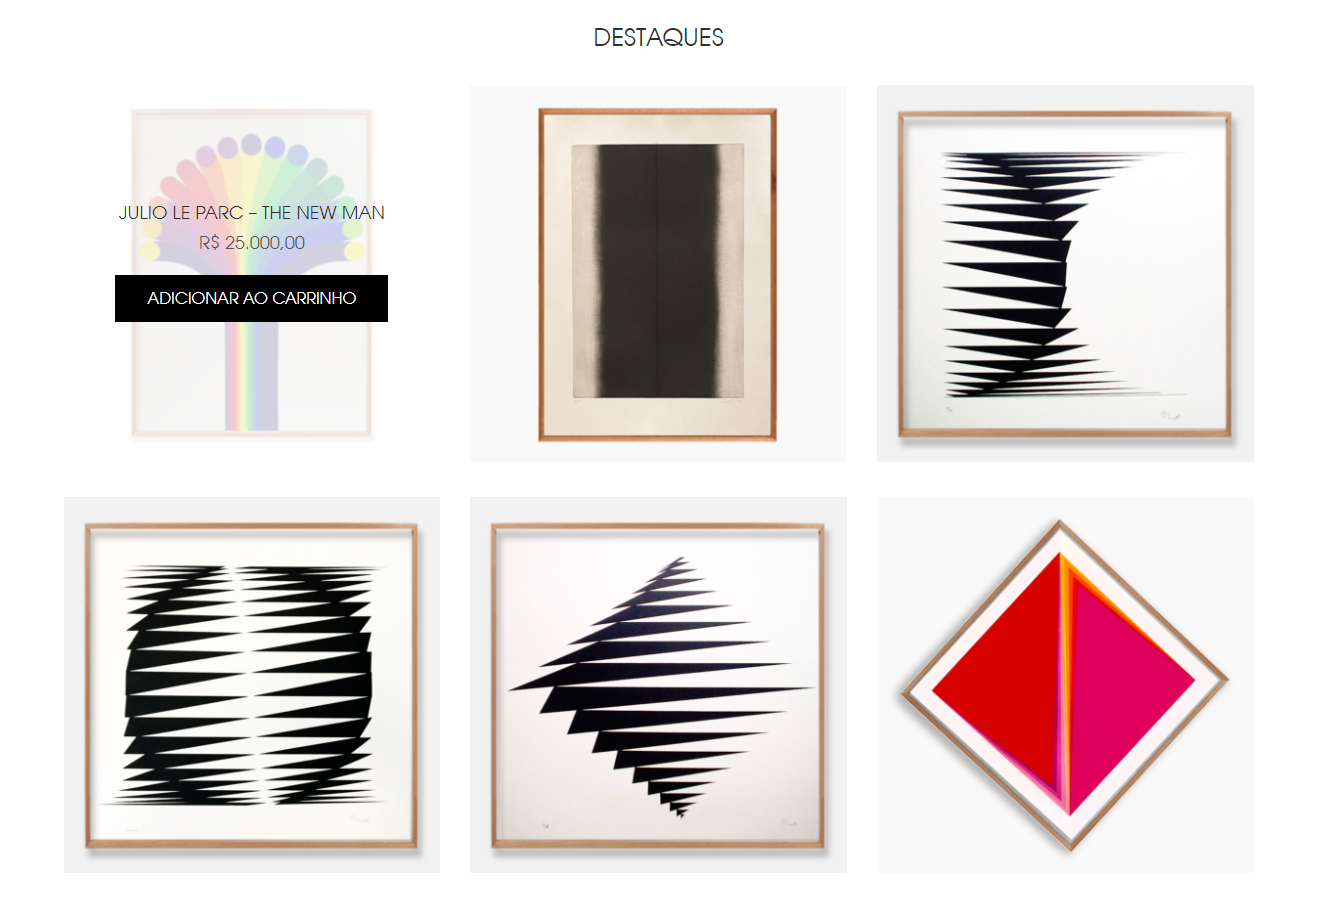 DESTAQUES
JULIO LE PARC – THE NEW MAN
R$ 25.000,00
ADICIONAR AO CARRINHO